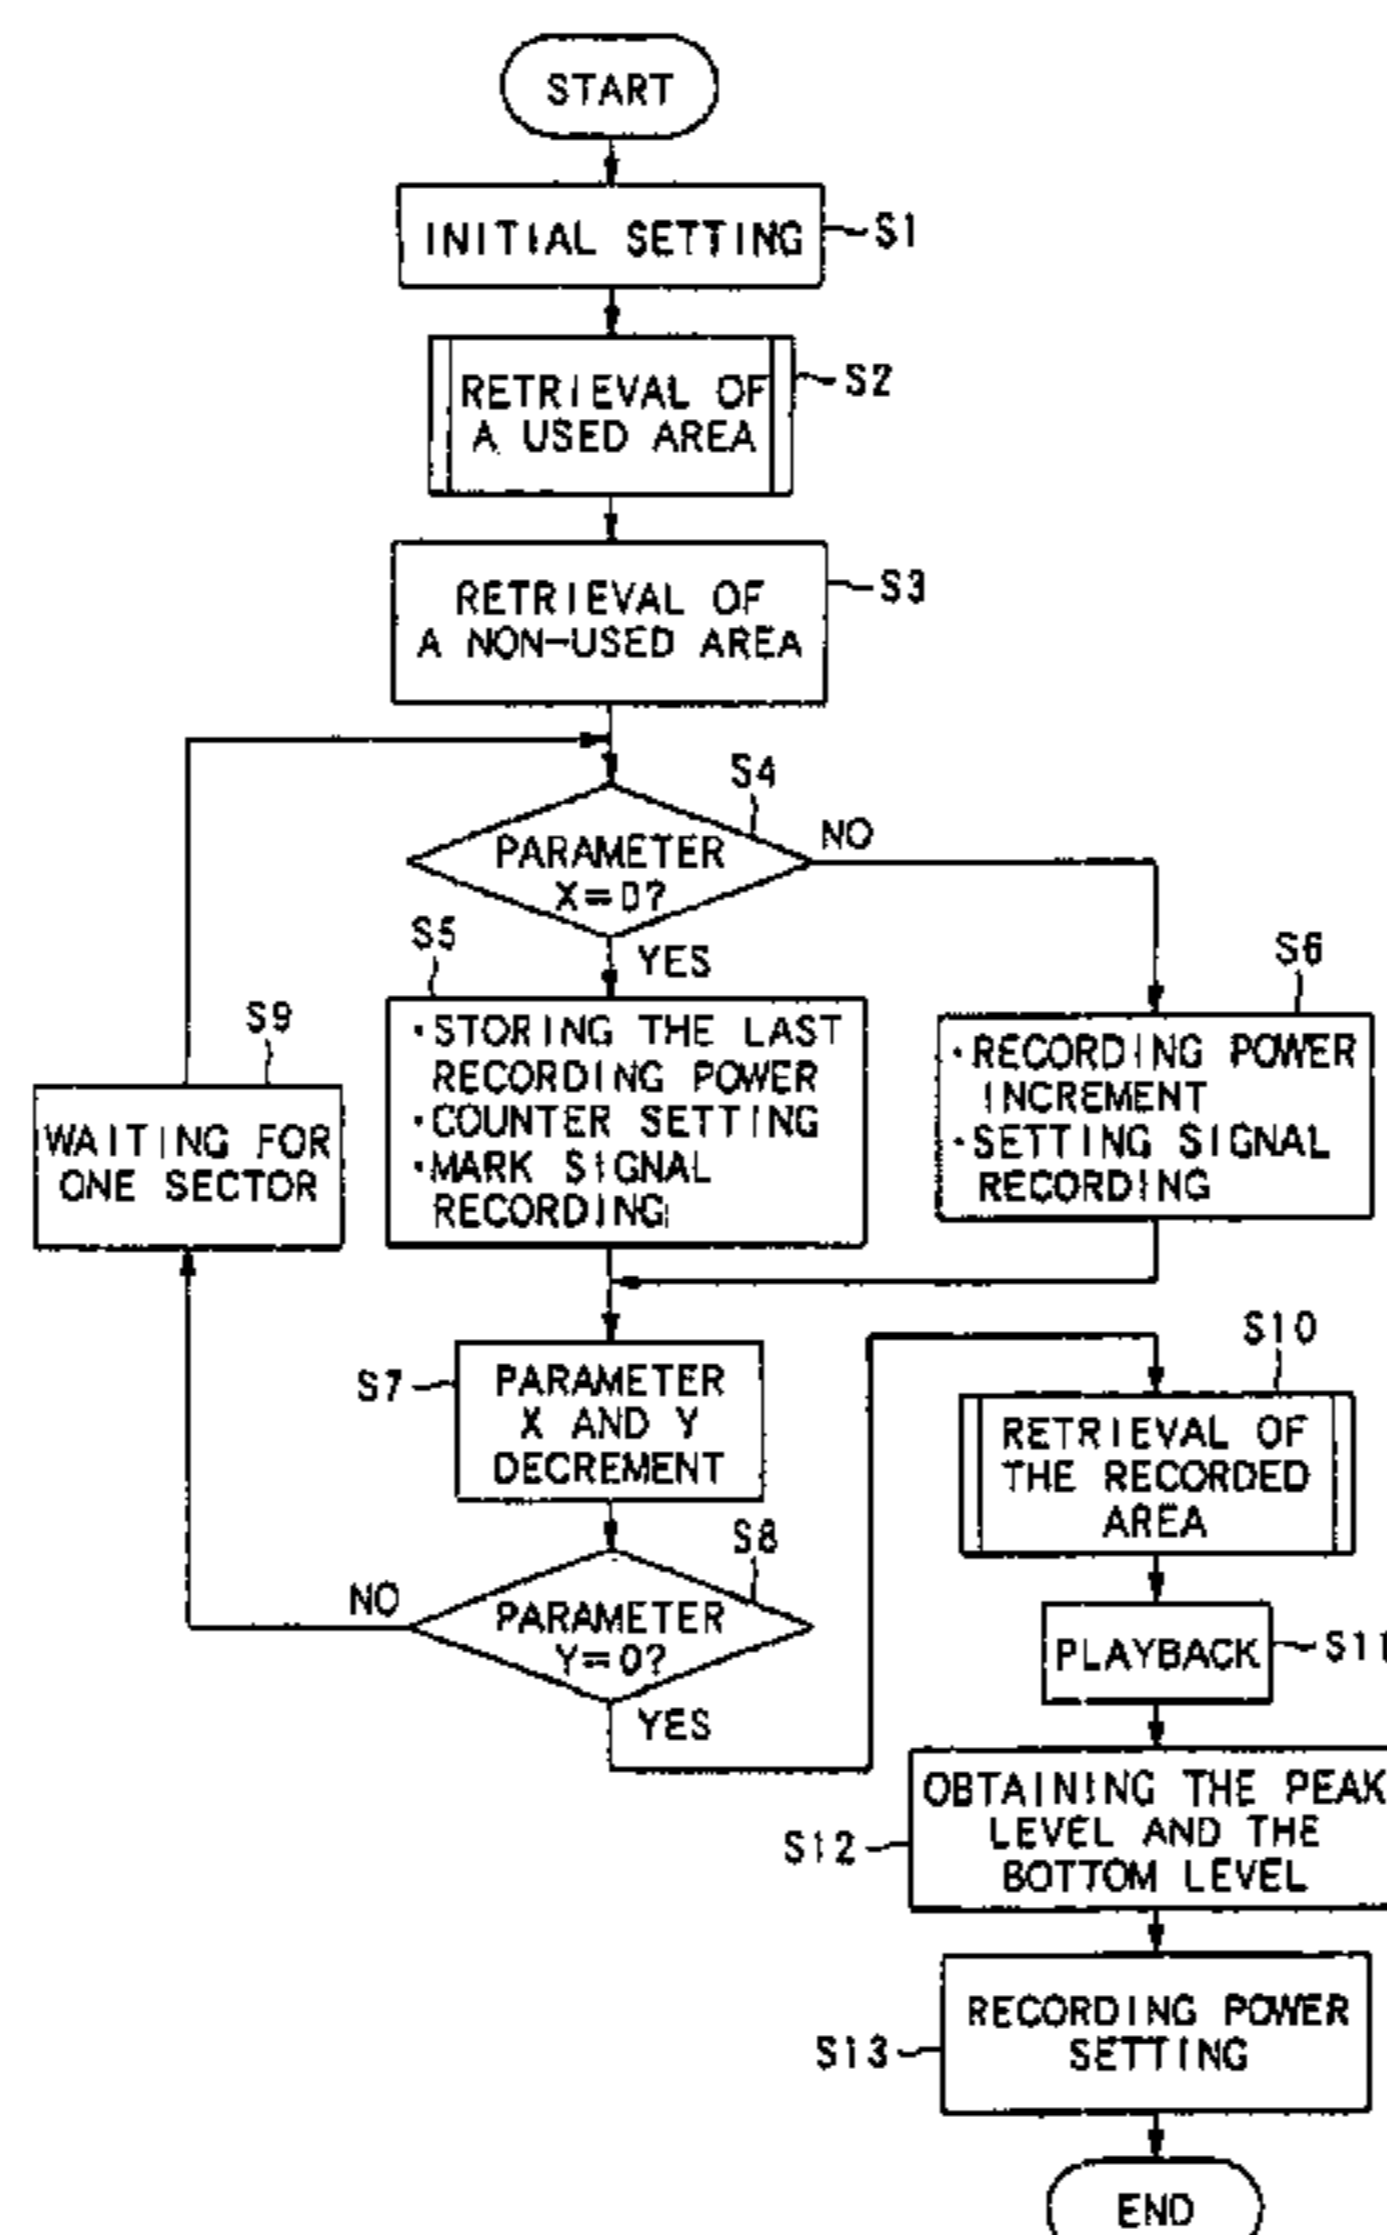 START
INITIAL SETTING
S1
RETRIEVAL OF
A USED AREA
S2
RETRIEVAL OF
A NON-USED AREA
S3
S4
PARAMETER
X=0?
NO
YES
S5
·STORING THE LAST
RECORDING POWER
·COUNTER SETTING
·MARK SIGNAL
RECORDING
S6
·RECORDING POWER
INCREMENT
·SETTING SIGNAL
RECORDING
S9
WAITING FOR
ONE SECTOR
S7
PARAMETER
X AND Y
DECREMENT
S8
PARAMETER
Y=0?
NO
YES
S10
RETRIEVAL OF
THE RECORDED
AREA
PLAYBACK
S11
S12
OBTAINING THE PEAK
LEVEL AND THE
BOTTOM LEVEL
S13
RECORDING POWER
SETTING
END